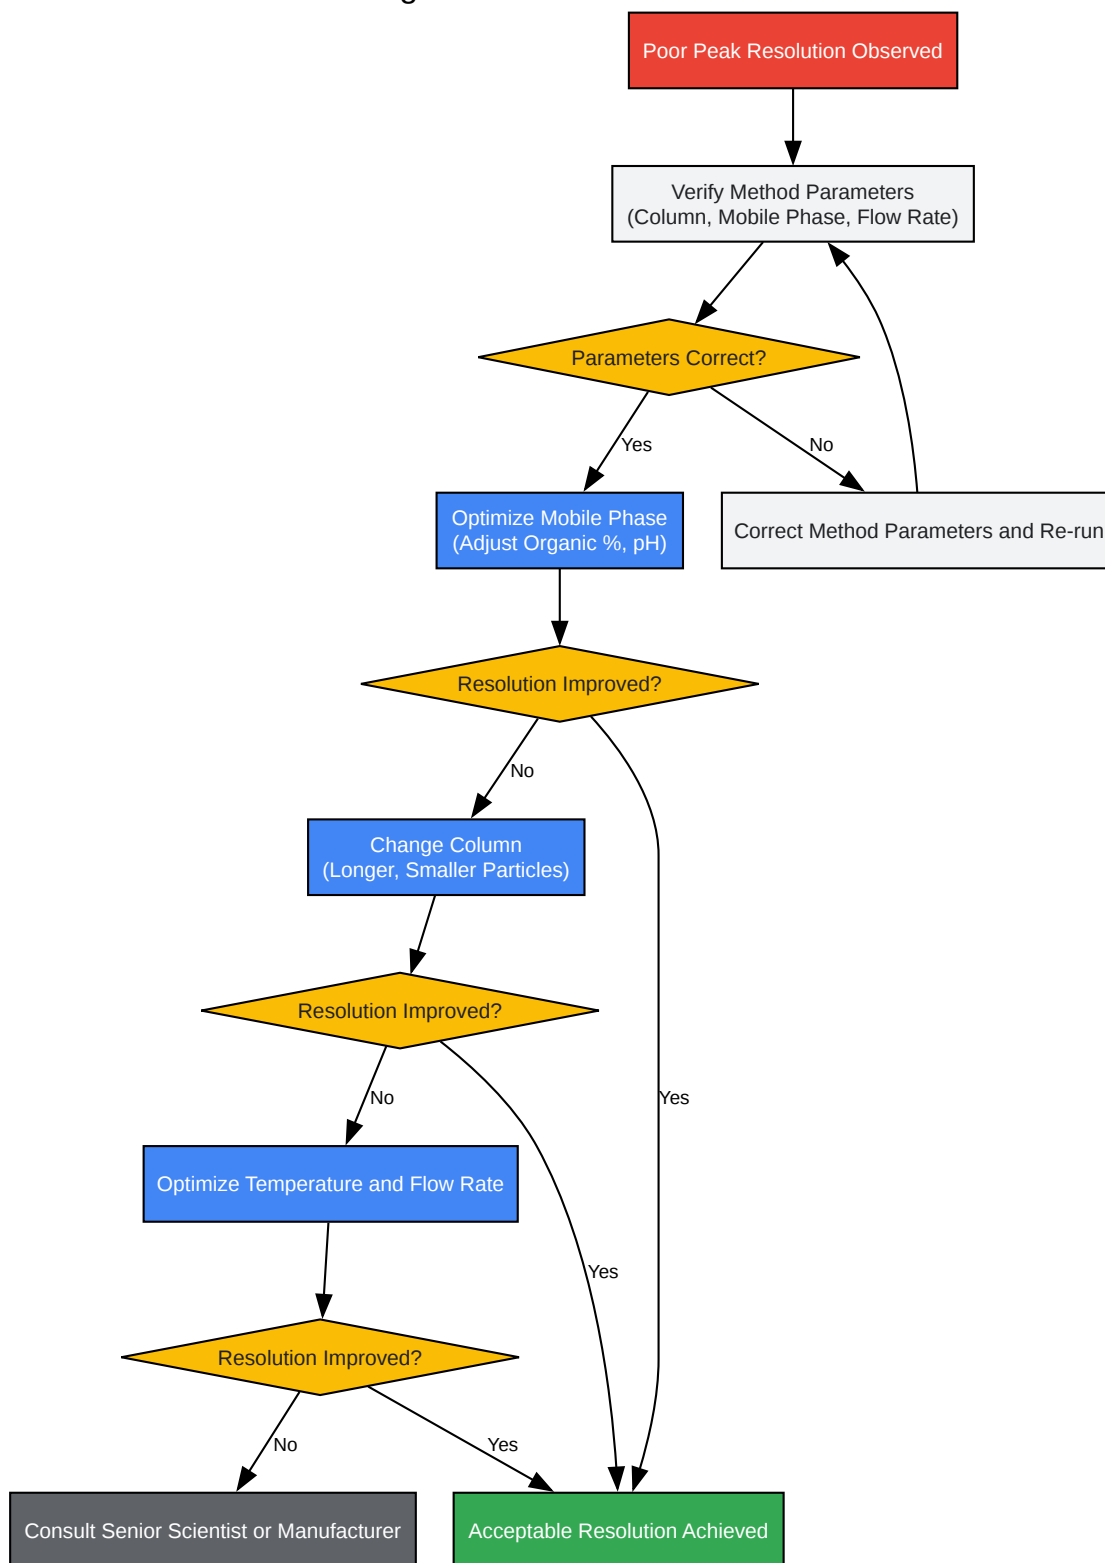 Poor Peak Resolution Observed
Verify Method Parameters
(Column, Mobile Phase, Flow Rate)
Parameters Correct?
Yes
No
Optimize Mobile Phase
(Adjust Organic %, pH)
Correct Method Parameters and Re-run
Resolution Improved?
No
Change Column
(Longer, Smaller Particles)
Resolution Improved?
No
Yes
Optimize Temperature and Flow Rate
Yes
Resolution Improved?
No
Yes
Consult Senior Scientist or Manufacturer
Acceptable Resolution Achieved